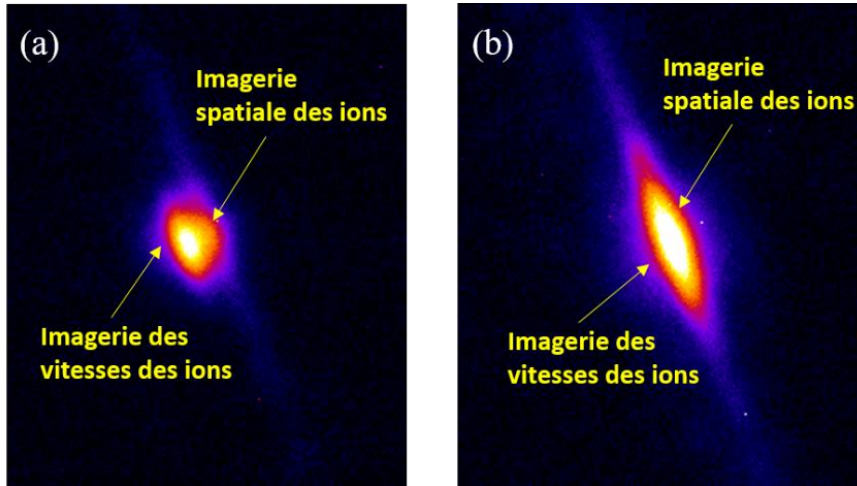 (a)
Imagerie
spatiale des ions
Imagerie des
vitesses des ions
(b)
Imagerie
spatiale des ions
Imagerie des
vitesses des ions